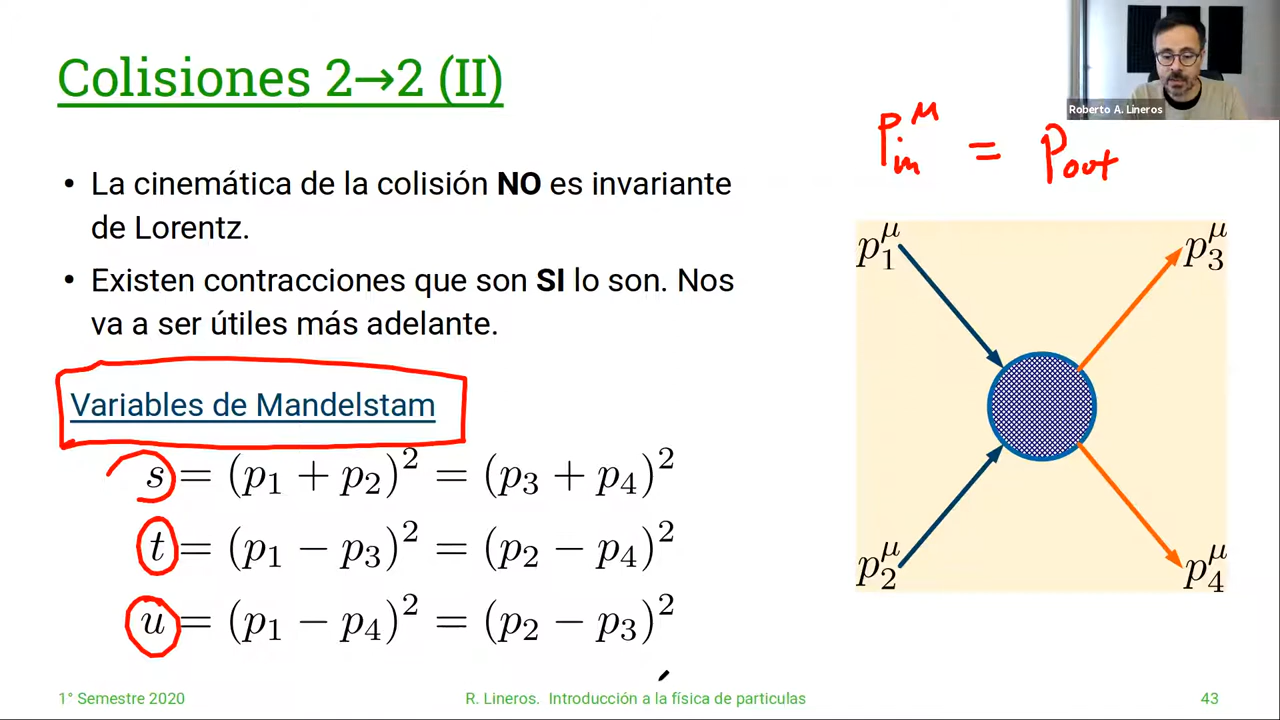 Colisiones 2→2 (II)
Roberto A. Lineros
P_in^μ = P_out
• La cinemática de la colisión NO es invariante
de Lorentz.
• Existen contracciones que son SI lo son. Nos
va a ser útiles más adelante.
Variables de Mandelstam
s = (p₁ + p₂)² = (p₃ + p₄)²
t = (p₁ − p₃)² = (p₂ − p₄)²
u = (p₁ − p₄)² = (p₂ − p₃)²
p₁^μ
p₃^μ
p₂^μ
p₄^μ
1° Semestre 2020
R. Lineros. Introducción a la física de particulas
43